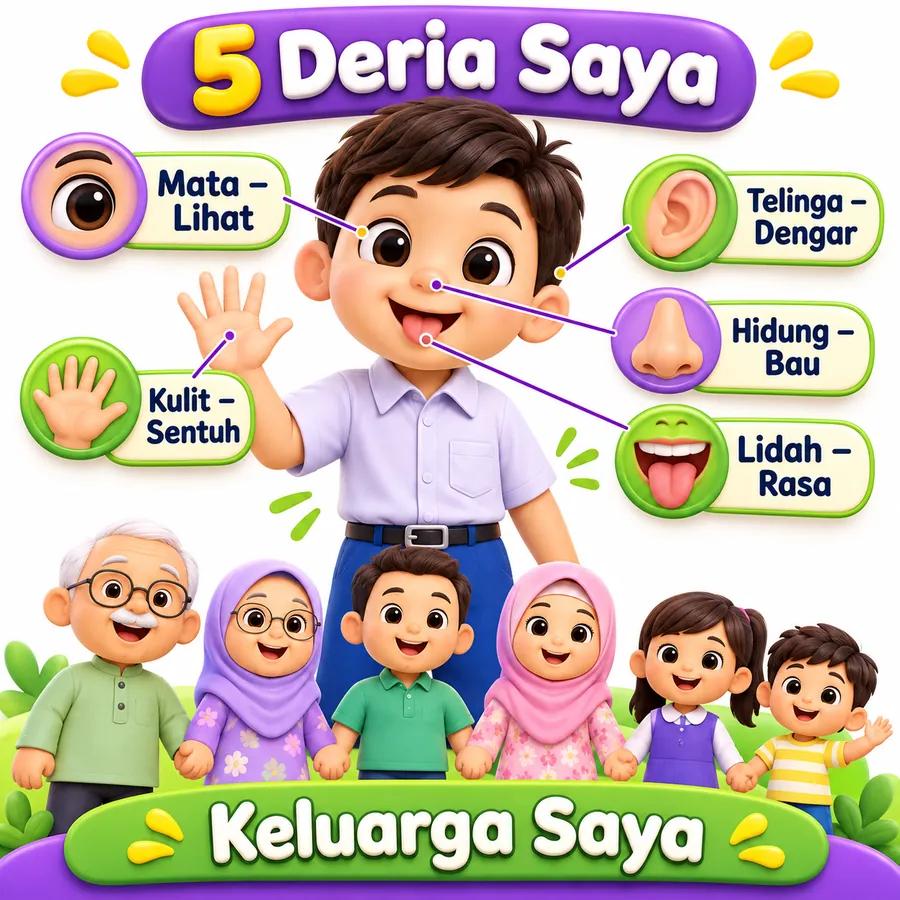 5 Deria Saya
Mata –
Lihat
Telinga –
Dengar
Hidung –
Bau
Kulit –
Sentuh
Lidah –
Rasa
Keluarga Saya